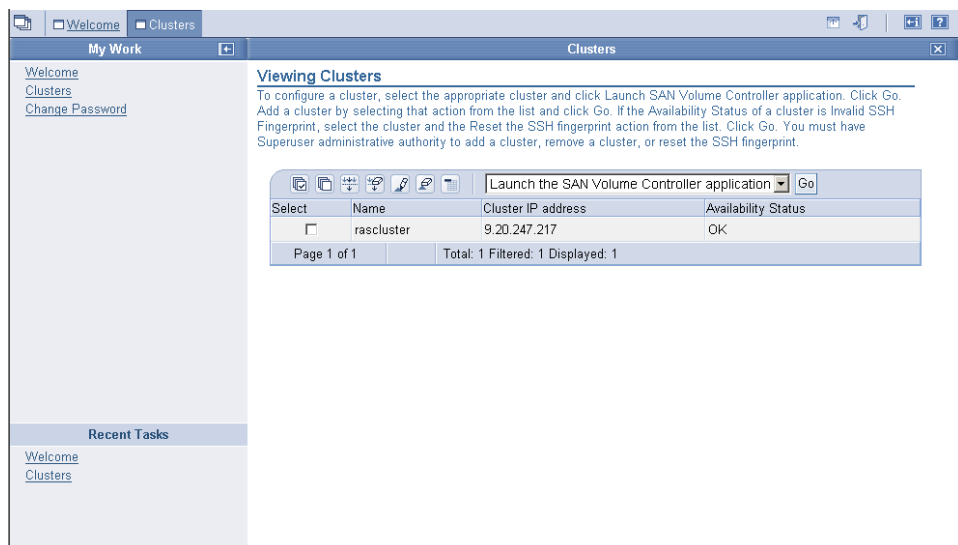 Welcome Clusters
My Work
Clusters
Welcome
Clusters
Change Password
Viewing Clusters
To configure a cluster, select the appropriate cluster and click Launch SAN Volume Controller application. Click Go.
Add a cluster by selecting that action from the list and click Go. If the Availability Status of a cluster is Invalid SSH
Fingerprint, select the cluster and the Reset the SSH fingerprint action from the list. Click Go. You must have
Superuser administrative authority to add a cluster, remove a cluster, or reset the SSH fingerprint.
Launch the SAN Volume Controller application Go
Select Name Cluster IP address Availability Status
rascluster 9.20.247.217 OK
Page 1 of 1 Total: 1 Filtered: 1 Displayed: 1
Recent Tasks
Welcome
Clusters